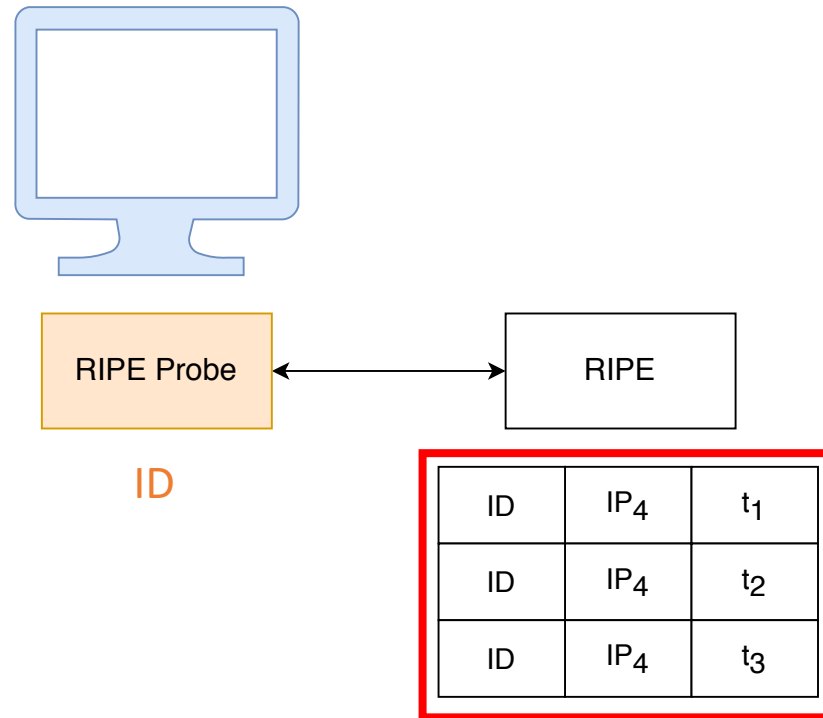 RIPE Probe
RIPE
ID
ID IP₄ t₁
ID IP₄ t₂
ID IP₄ t₃